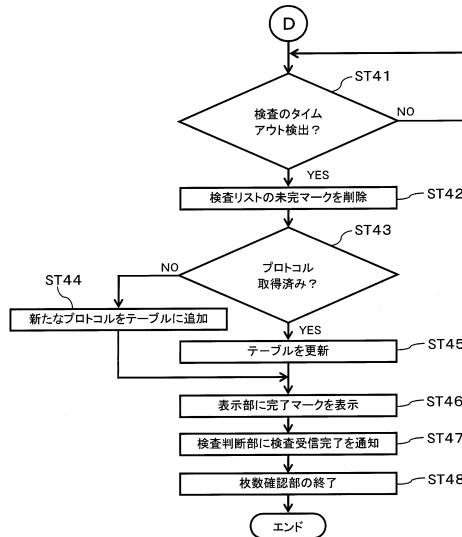 D
ST41
検査のタイム
アウト検出？
NO
YES
検査リストの未完マークを削除
ST42
ST43
プロトコル
取得済み？
NO
ST44
新たなプロトコルをテーブルに追加
YES
テーブルを更新
ST45
表示部に完了マークを表示
ST46
検査判断部に検査受信完了を通知
ST47
枚数確認部の終了
ST48
エンド